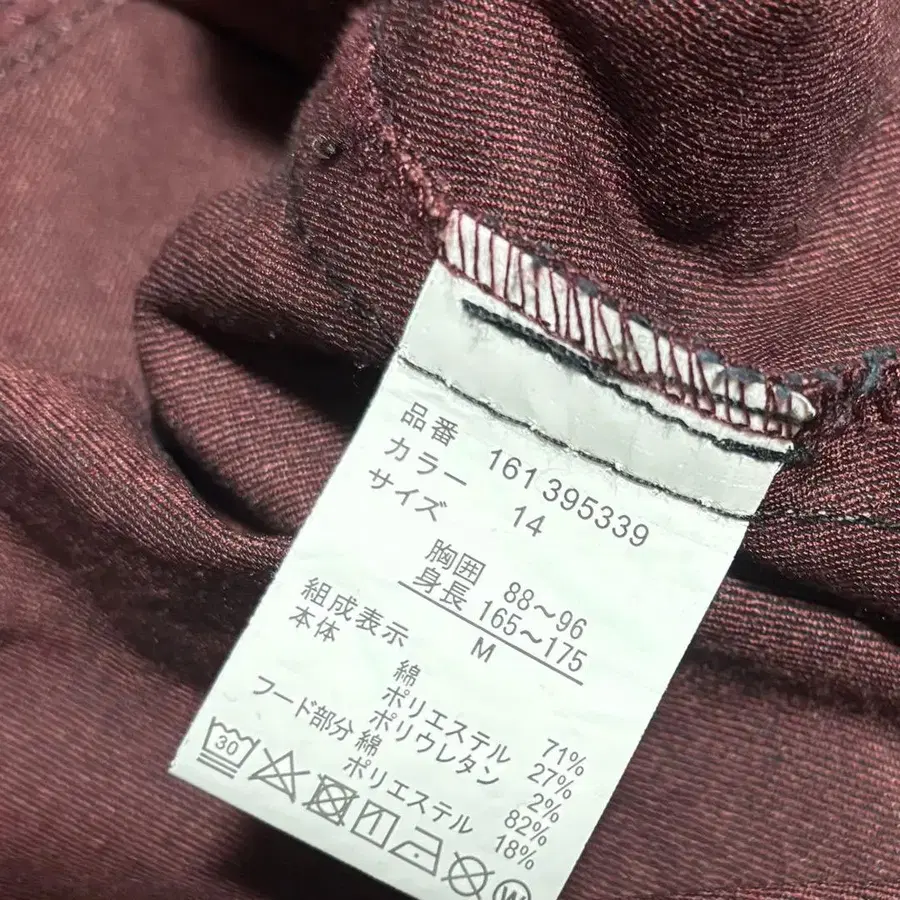 品番 161 395339
カラー 14
サイズ
胸囲 88〜96
身長 165〜175
M
組成表示
本体
綿 71%
ポリエステル 27%
ポリウレタン 2%
フード部分 綿 82%
ポリエステル 18%
30
W